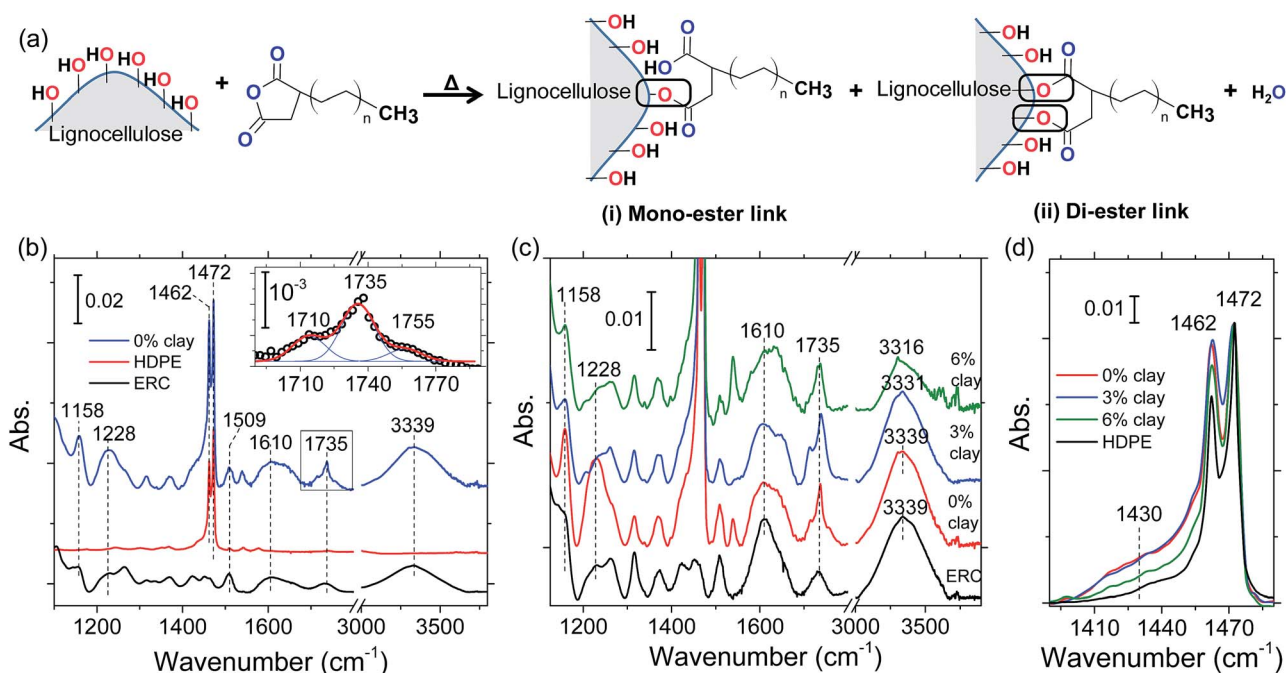 (a)
HO HO HO HO HO HO
Lignocellulose
+
O
O
O
( )n CH3
Δ
OH
OH
O
HO
Lignocellulose
O
O
( )n CH3
OH
OH
OH
(i) Mono-ester link
+
OH
OH
O
Lignocellulose
O
O
O
( )n CH3
OH
OH
(ii) Di-ester link
+ H2O
(b)
1472
1462
0.02
0% clay
HDPE
ERC
10-3
1735
1710
1755
1710 1740 1770
1158
1228
1509
1610
1735
3339
Abs.
1200 1400 1600 3000 3500
Wavenumber (cm-1)
(c)
1158
0.01
1610
1735
1228
3316
6%
clay
3331
3%
clay
3339
0%
clay
3339
ERC
Abs.
1200 1400 1600 3000 3500
Wavenumber (cm-1)
(d)
0.01
1472
1462
0% clay
3% clay
6% clay
HDPE
1430
Abs.
1410 1440 1470
Wavenumber (cm-1)